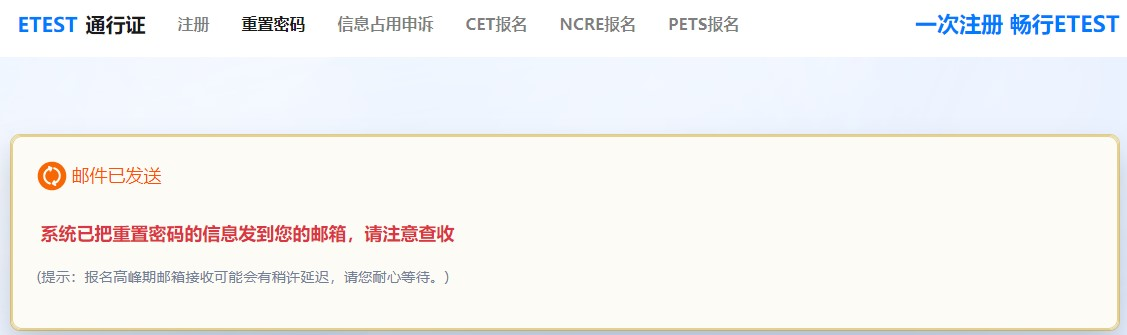 ETEST 通行证 注册 重置密码 信息占用申诉 CET报名 NCRE报名 PETS报名 一次注册 畅行ETEST
邮件已发送
系统已把重置密码的信息发到您的邮箱，请注意查收
(提示：报名高峰期邮箱接收可能会有稍许延迟，请您耐心等待。)